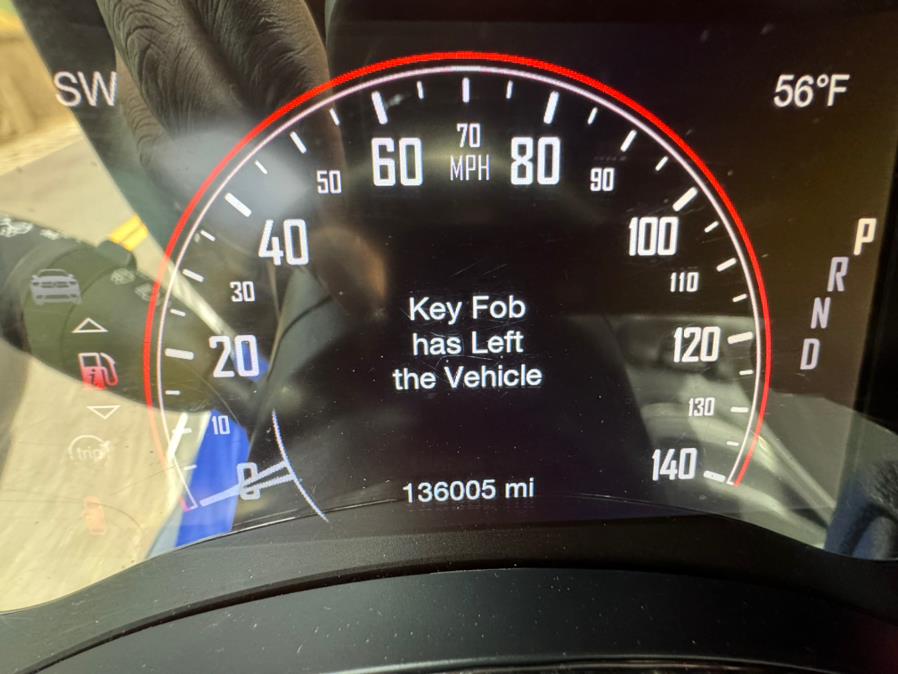 SW
56°F
70
MPH
60
80
50
90
40
100
30
110
20
120
10
130
0
140
P
R
N
D
Key Fob
has Left
the Vehicle
trip
136005 mi